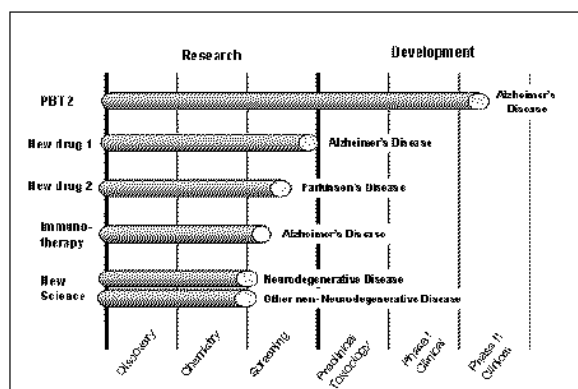 Research Development
PBT2
Alzheimer's
Disease
New drug 1
Alzheimer's Disease
New drug 2
Parkinson's Disease
Immuno-
therapy
Alzheimer's Disease
New
Science
Neurodegenerative Disease
Other non-Neurodegenerative Disease
Discovery
Chemistry
Screening
Preclinical
Toxicology
Phase I
Clinical
Phase II
Clinical